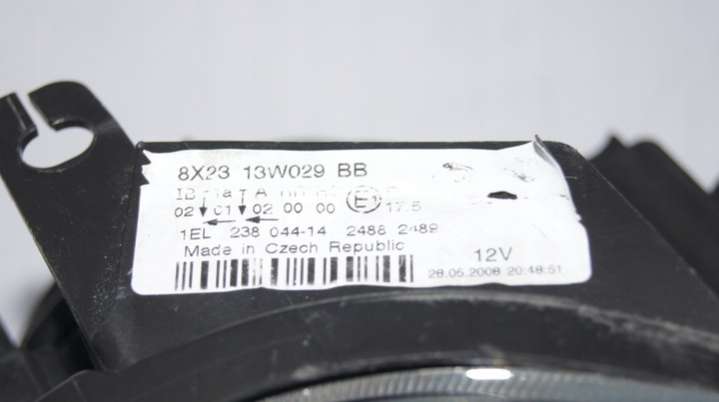 8X23 13W029 BB
02 01 02 00 00 E1 17.5
1EL 238 044-14 2488 2489
Made in Czech Republic
12V
28.05.2008 20:48:51